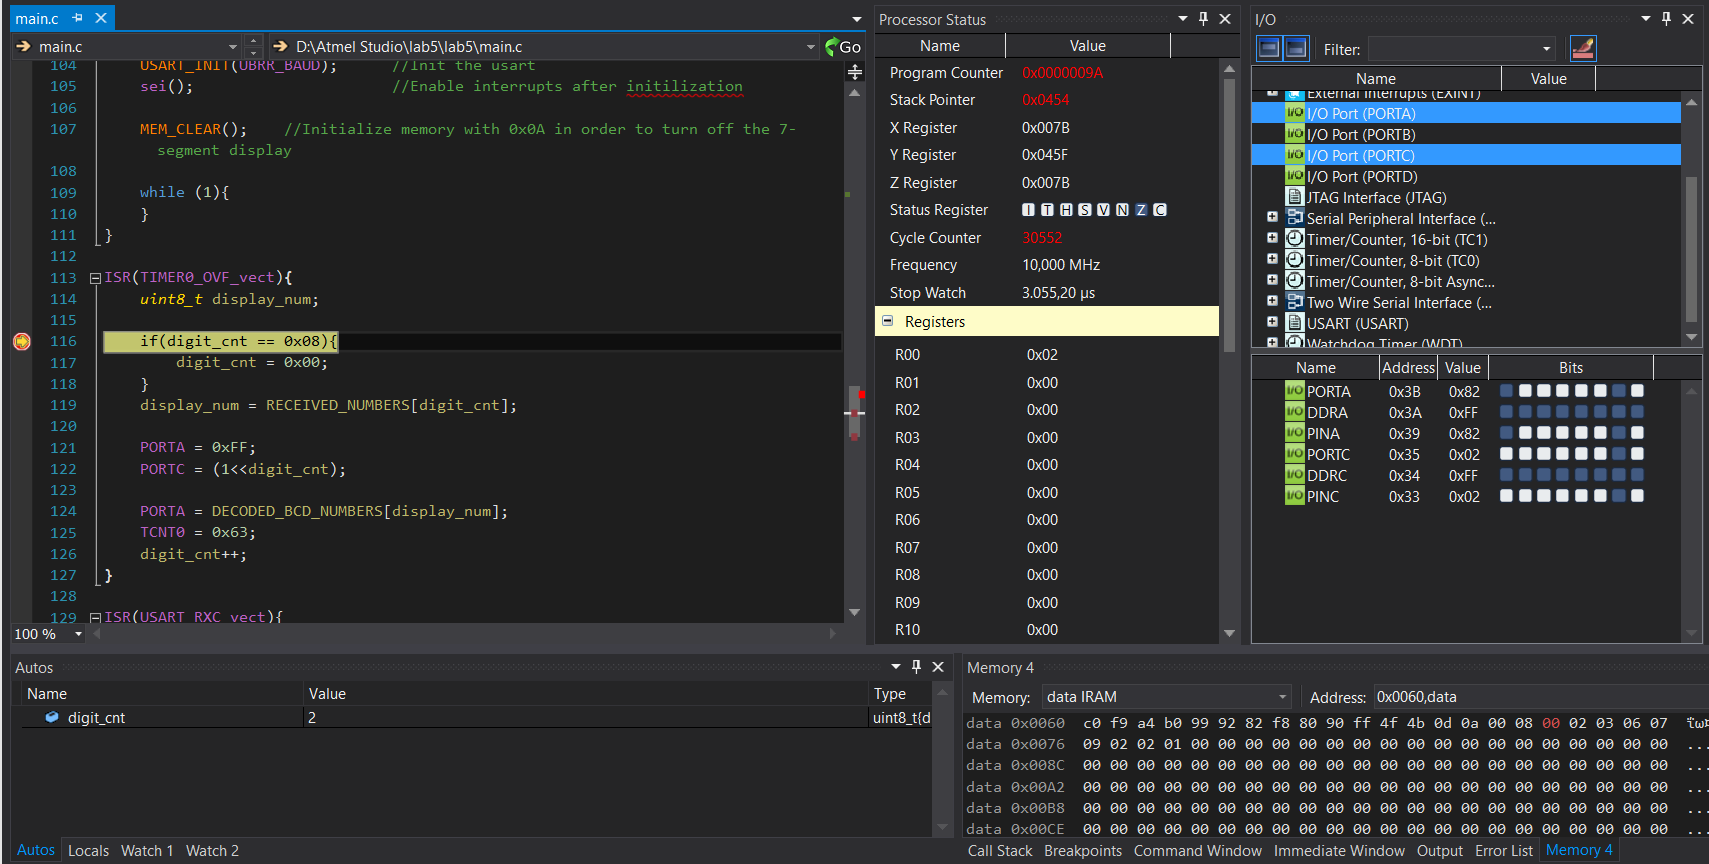 main.c
main.c D:\Atmel Studio\lab5\lab5\main.c Go
104 USART_INIT(UBRR_BAUD); //Init the usart
105 sei(); //Enable interrupts after initilization
106
107 MEM_CLEAR(); //Initialize memory with 0x0A in order to turn off the 7-
segment display
108
109 while (1){
110 }
111 }
112
113 ISR(TIMER0_OVF_vect){
114 uint8_t display_num;
115
116 if(digit_cnt == 0x08){
117 digit_cnt = 0x00;
118 }
119 display_num = RECEIVED_NUMBERS[digit_cnt];
120
121 PORTA = 0xFF;
122 PORTC = (1<<digit_cnt);
123
124 PORTA = DECODED_BCD_NUMBERS[display_num];
125 TCNT0 = 0x63;
126 digit_cnt++;
127 }
128
129 ISR(USART_RXC_vect){
100 %
Processor Status
Name Value
Program Counter 0x0000009A
Stack Pointer 0x0454
X Register 0x007B
Y Register 0x045F
Z Register 0x007B
Status Register I T H S V N Z C
Cycle Counter 30552
Frequency 10,000 MHz
Stop Watch 3.055,20 µs
Registers
R00 0x02
R01 0x00
R02 0x00
R03 0x00
R04 0x00
R05 0x00
R06 0x00
R07 0x00
R08 0x00
R09 0x00
R10 0x00
I/O
Filter:
Name Value
External Interrupts (EXINT)
I/O I/O Port (PORTA)
I/O I/O Port (PORTB)
I/O I/O Port (PORTC)
I/O I/O Port (PORTD)
JTAG Interface (JTAG)
Serial Peripheral Interface (...
Timer/Counter, 16-bit (TC1)
Timer/Counter, 8-bit (TC0)
Timer/Counter, 8-bit Async...
Two Wire Serial Interface (...
USART (USART)
Watchdog Timer (WDT)
Name Address Value Bits
I/O PORTA 0x3B 0x82
I/O DDRA 0x3A 0xFF
I/O PINA 0x39 0x82
I/O PORTC 0x35 0x02
I/O DDRC 0x34 0xFF
I/O PINC 0x33 0x02
Autos
Name Value Type
digit_cnt 2 uint8_t{d
Autos Locals Watch 1 Watch 2
Memory 4
Memory: data IRAM Address: 0x0060,data
data 0x0060 c0 f9 a4 b0 99 92 82 f8 80 90 ff 4f 4b 0d 0a 00 08 00 02 03 06 07
data 0x0076 09 02 02 01 00 00 00 00 00 00 00 00 00 00 00 00 00 00 00 00 00 00 ...
data 0x008C 00 00 00 00 00 00 00 00 00 00 00 00 00 00 00 00 00 00 00 00 00 00 ...
data 0x00A2 00 00 00 00 00 00 00 00 00 00 00 00 00 00 00 00 00 00 00 00 00 00 ...
data 0x00B8 00 00 00 00 00 00 00 00 00 00 00 00 00 00 00 00 00 00 00 00 00 00 ...
data 0x00CE 00 00 00 00 00 00 00 00 00 00 00 00 00 00 00 00 00 00 00 00 00 00 ...
Call Stack Breakpoints Command Window Immediate Window Output Error List Memory 4